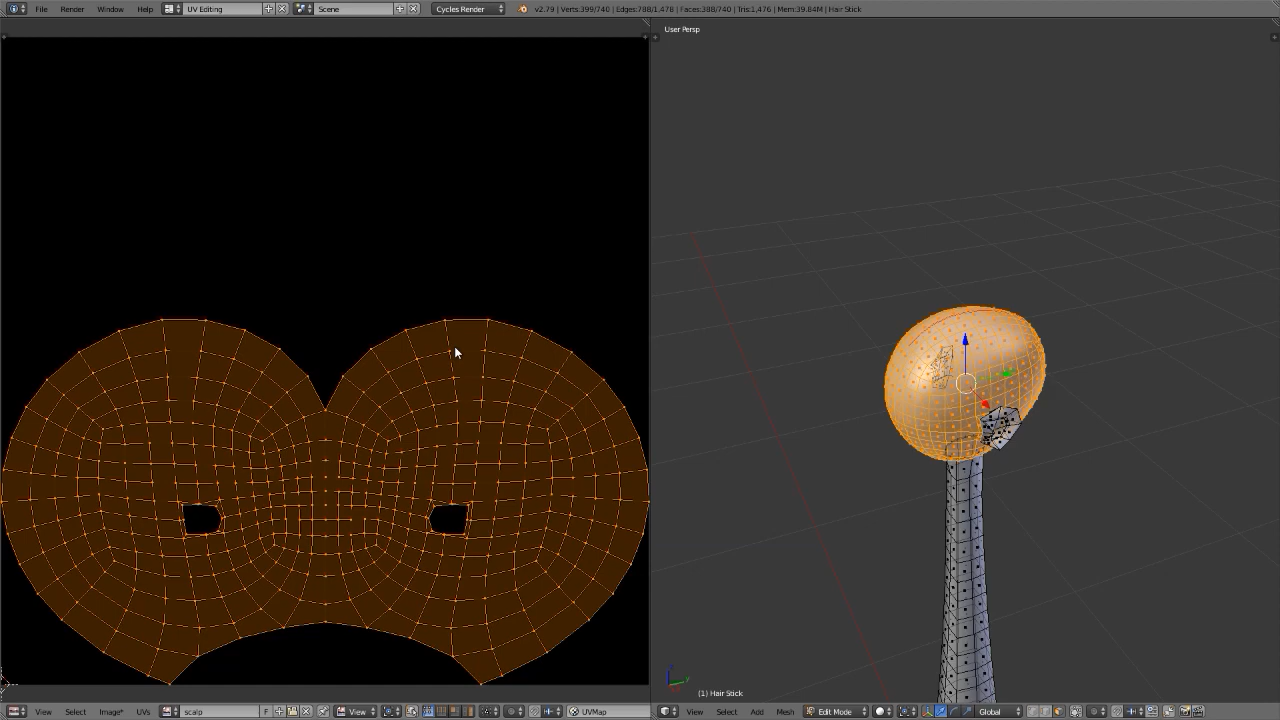 File Render Window Help UV Editing Scene Cycles Render v2.79 | Verts:399/740 | Edges:788/1,478 | Faces:388/740 | Tris:1,476 | Mem:39.84M | Hair Stick
User Persp
(1) Hair Stick
View Select Image* UVs scalp F View UVMap
View Select Add Mesh Edit Mode Global